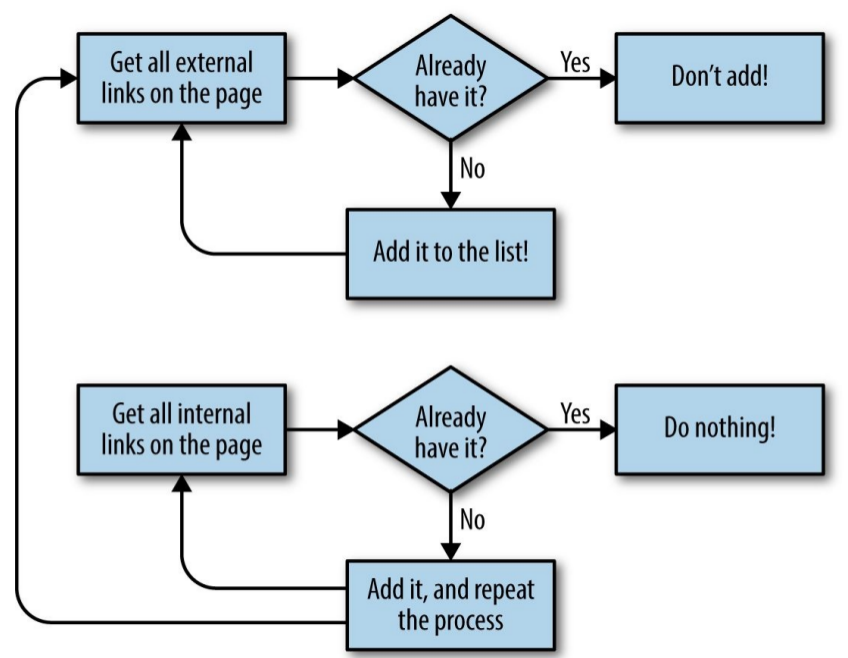 Get all external
links on the page
Already
have it?
Yes
Don’t add!
No
Add it to the list!
Get all internal
links on the page
Already
have it?
Yes
Do nothing!
No
Add it, and repeat
the process